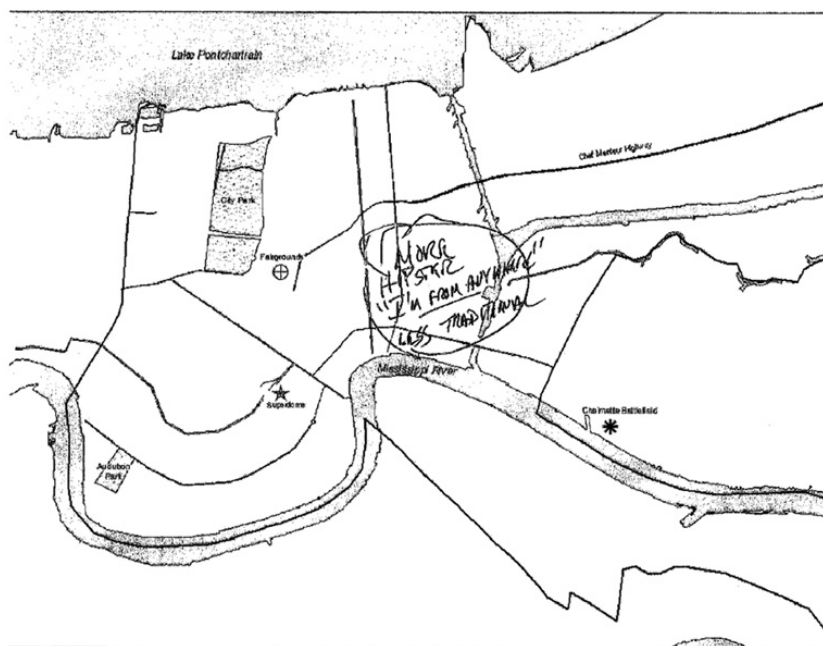 Lake Pontchartrain
Chef Menteur Highway
City Park
Fairgrounds
MORE
HIPSTER
"I'M FROM ANYWHERE"
LESS TRADITIONAL
Mississippi River
Superdome
Chalmette Battlefield
Audubon
Park